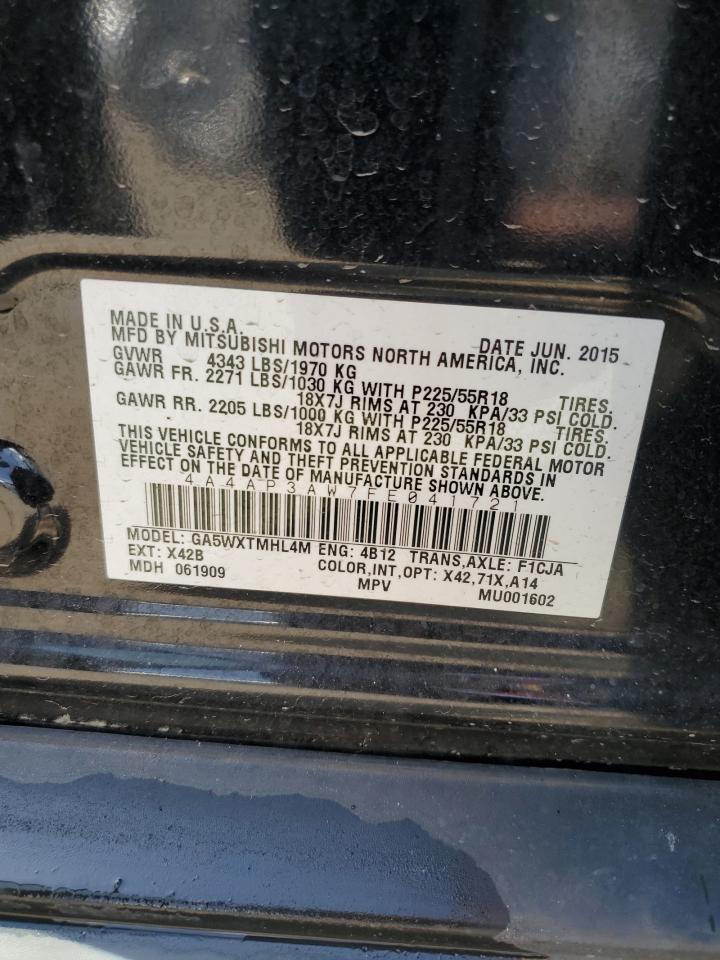 MADE IN U.S.A. DATE JUN. 2015
MFD BY MITSUBISHI MOTORS NORTH AMERICA, INC.
GVWR 4343 LBS/1970 KG
GAWR FR. 2271 LBS/1030 KG WITH P225/55R18 TIRES.
18X7J RIMS AT 230 KPA/33 PSI COLD.
GAWR RR. 2205 LBS/1000 KG WITH P225/55R18 TIRES.
18X7J RIMS AT 230 KPA/33 PSI COLD.
THIS VEHICLE CONFORMS TO ALL APPLICABLE FEDERAL MOTOR
VEHICLE SAFETY AND THEFT PREVENTION STANDARDS IN
EFFECT ON THE DATE OF MANUFACTURE SHOWN ABOVE.
4A4AP3AW7FE041721
MODEL: GA5WXTMHL4M ENG: 4B12 TRANS,AXLE: F1CJA
EXT: X42B COLOR,INT,OPT: X42,71X,A14
MDH 061909 MPV MU001602